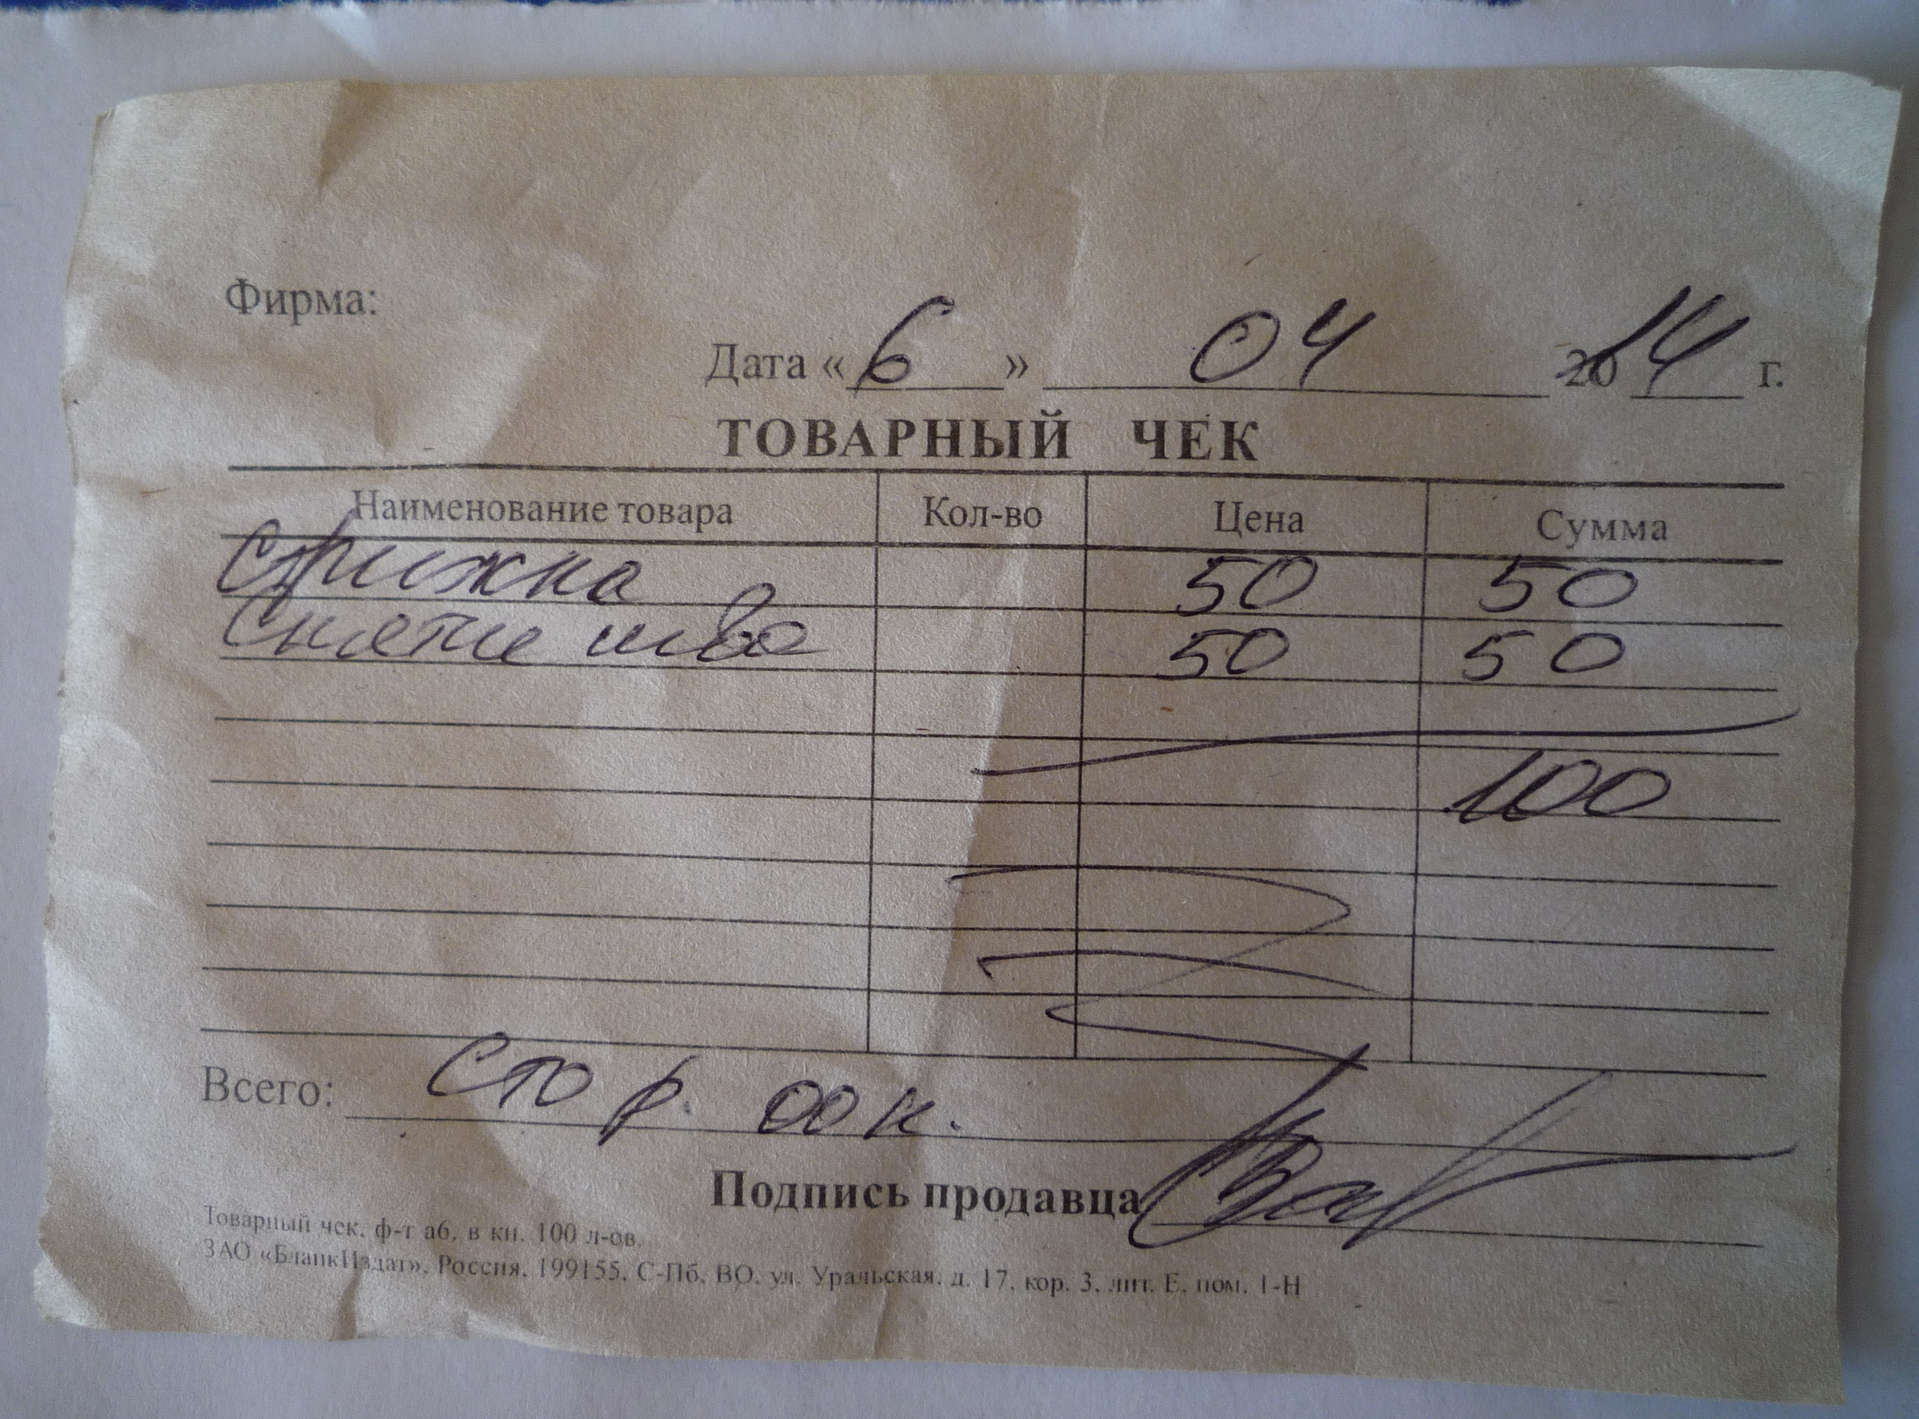 Фирма:
Дата « 6 » 04 2014 г.
ТОВАРНЫЙ ЧЕК
Наименование товара Кол-во Цена Сумма
Стрижка 50 50
Снятие шва 50 50
100
Всего: Сто р. 00 к.
Подпись продавца
Товарный чек, ф-т а6, в кн. 100 л-ов.
ЗАО «БланкИздат», Россия, 199155, С-Пб, ВО, ул. Уральская, д. 17, кор. 3, лит. Е, пом. 1-Н